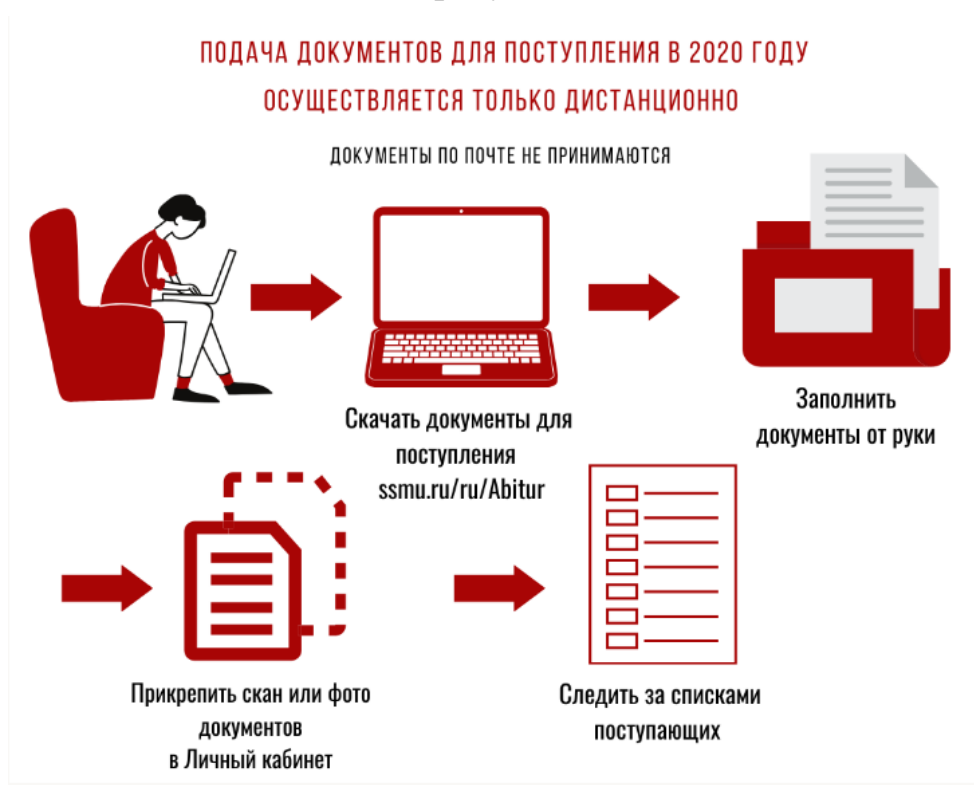 ПОДАЧА ДОКУМЕНТОВ ДЛЯ ПОСТУПЛЕНИЯ В 2020 ГОДУ
ОСУЩЕСТВЛЯЕТСЯ ТОЛЬКО ДИСТАНЦИОННО
ДОКУМЕНТЫ ПО ПОЧТЕ НЕ ПРИНИМАЮТСЯ
Скачать документы для
поступления
ssmu.ru/ru/Abitur
Заполнить
документы от руки
Прикрепить скан или фото
документов
в Личный кабинет
Следить за списками
поступающих